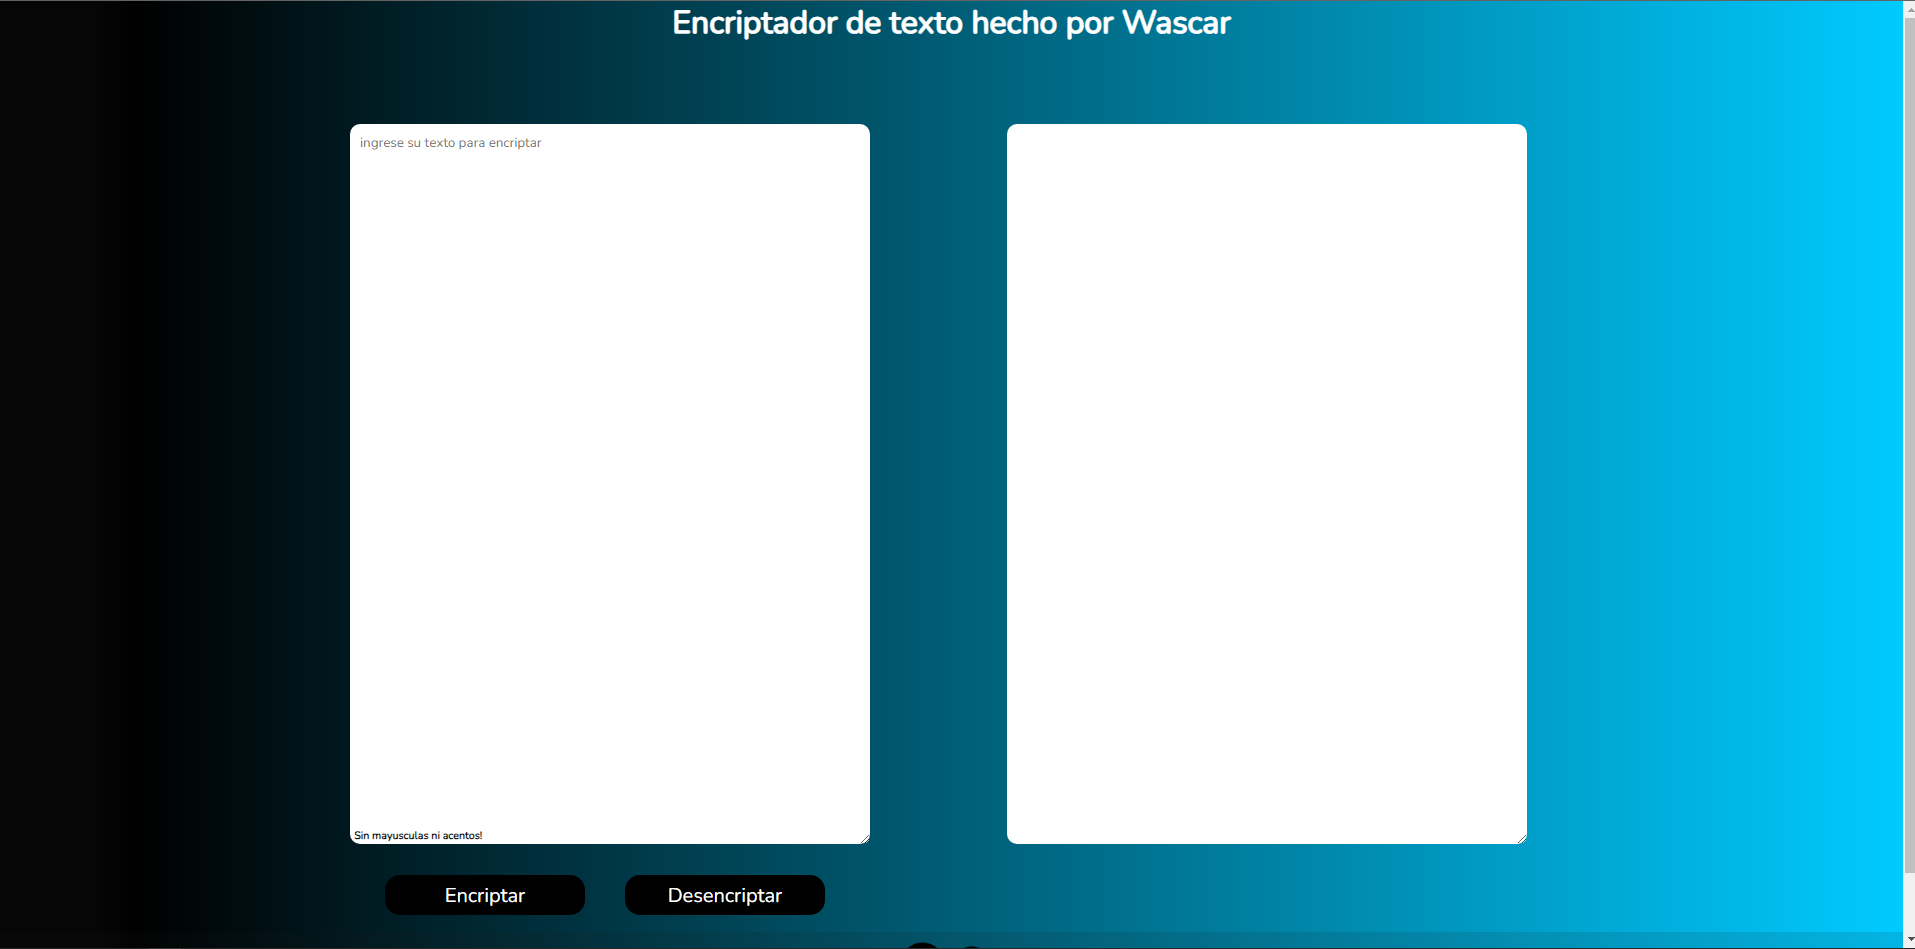 Encriptador de texto hecho por Wascar
ingrese su texto para encriptar
Sin mayusculas ni acentos!
Encriptar
Desencriptar